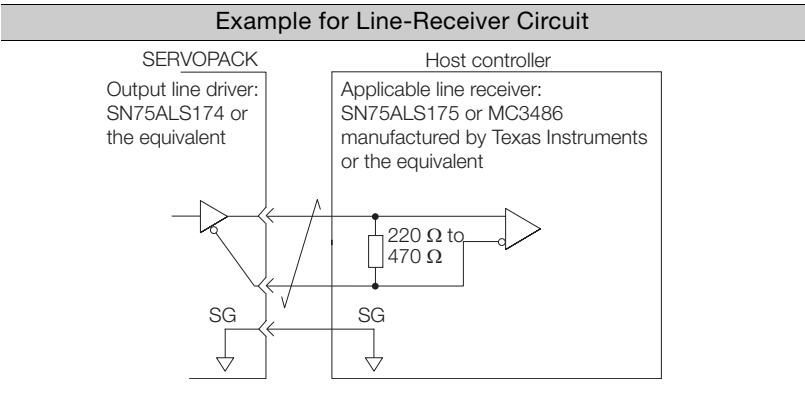 Example for Line-Receiver Circuit
SERVOPACK
Host controller
Output line driver:
SN75ALS174 or
the equivalent
Applicable line receiver:
SN75ALS175 or MC3486
manufactured by Texas Instruments
or the equivalent
220 Ω to
470 Ω
SG
SG